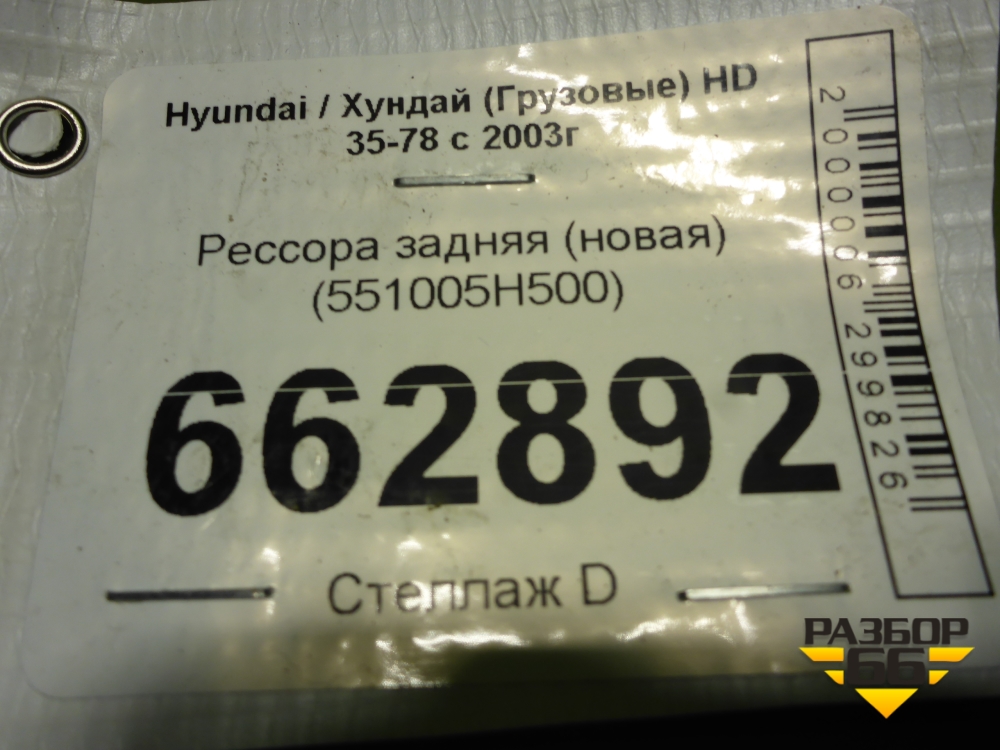 Hyundai / Хундай (Грузовые) HD
35-78 с 2003г
Рессора задняя (новая)
(551005H500)
662892
Стеллаж D
2000006299826
РАЗБОР
66